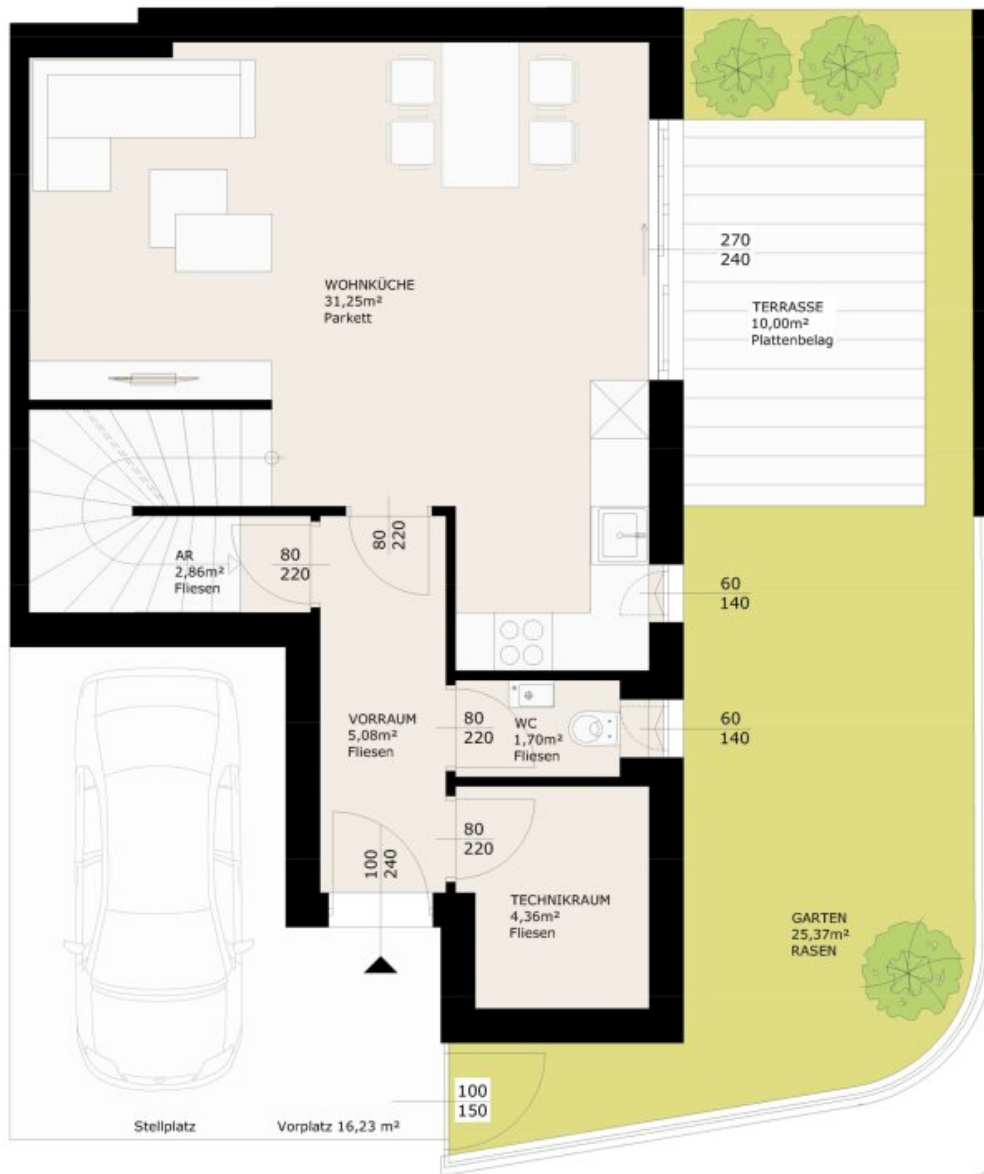 WOHNKÜCHE
31,25m²
Parkett
270
240
TERRASSE
10,00m²
Plattenbelag
80
220
AR
2,86m²
Fliesen
80
220
60
140
VORRAUM
5,08m²
Fliesen
80
220
WC
1,70m²
Fliesen
60
140
80
220
100
240
TECHNIKRAUM
4,36m²
Fliesen
GARTEN
25,37m²
RASEN
100
150
Stellplatz
Vorplatz 16,23 m²